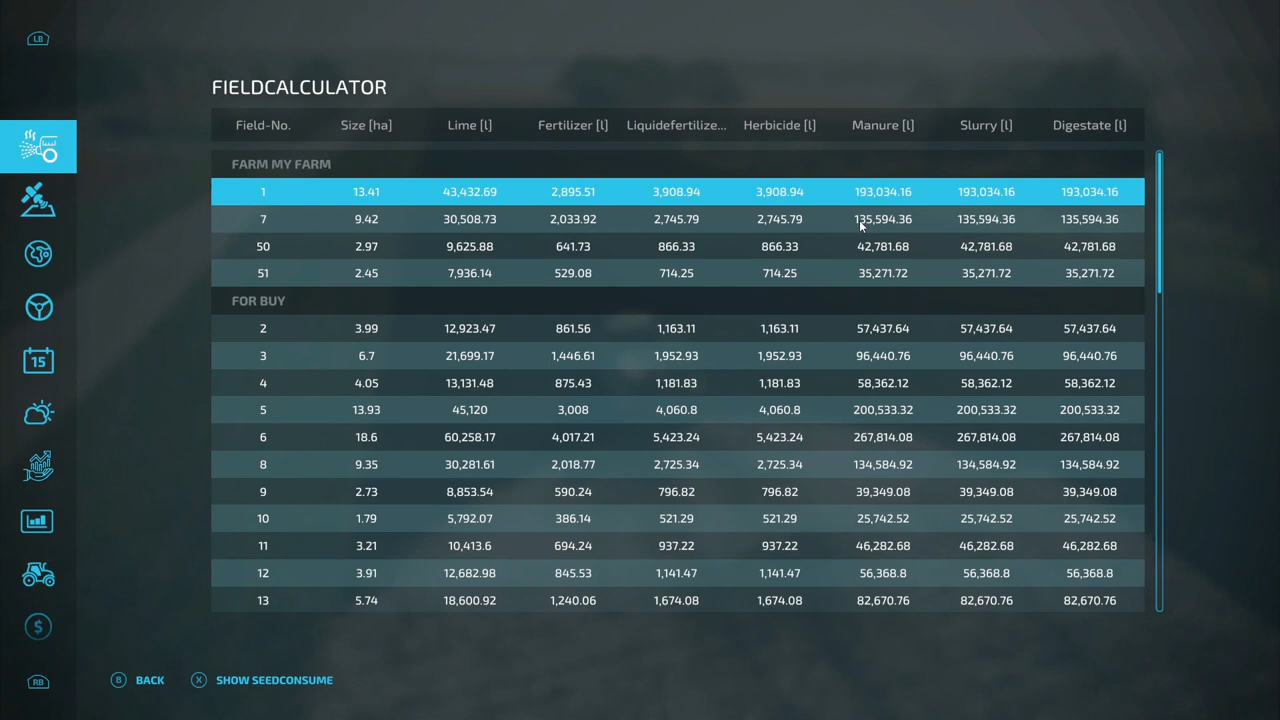 LB
FIELDCALCULATOR
Field-No. Size [ha] Lime [l] Fertilizer [l] Liquidefertilize... Herbicide [l] Manure [l] Slurry [l] Digestate [l]
FARM MY FARM
1 13.41 43,432.69 2,895.51 3,908.94 3,908.94 193,034.16 193,034.16 193,034.16
7 9.42 30,508.73 2,033.92 2,745.79 2,745.79 135,594.36 135,594.36 135,594.36
50 2.97 9,625.88 641.73 866.33 866.33 42,781.68 42,781.68 42,781.68
51 2.45 7,936.14 529.08 714.25 714.25 35,271.72 35,271.72 35,271.72
FOR BUY
2 3.99 12,923.47 861.56 1,163.11 1,163.11 57,437.64 57,437.64 57,437.64
3 6.7 21,699.17 1,446.61 1,952.93 1,952.93 96,440.76 96,440.76 96,440.76
15
4 4.05 13,131.48 875.43 1,181.83 1,181.83 58,362.12 58,362.12 58,362.12
5 13.93 45,120 3,008 4,060.8 4,060.8 200,533.32 200,533.32 200,533.32
6 18.6 60,258.17 4,017.21 5,423.24 5,423.24 267,814.08 267,814.08 267,814.08
8 9.35 30,281.61 2,018.77 2,725.34 2,725.34 134,584.92 134,584.92 134,584.92
9 2.73 8,853.54 590.24 796.82 796.82 39,349.08 39,349.08 39,349.08
10 1.79 5,792.07 386.14 521.29 521.29 25,742.52 25,742.52 25,742.52
11 3.21 10,413.6 694.24 937.22 937.22 46,282.68 46,282.68 46,282.68
12 3.91 12,682.98 845.53 1,141.47 1,141.47 56,368.8 56,368.8 56,368.8
13 5.74 18,600.92 1,240.06 1,674.08 1,674.08 82,670.76 82,670.76 82,670.76
$
RB
B BACK X SHOW SEEDCONSUME